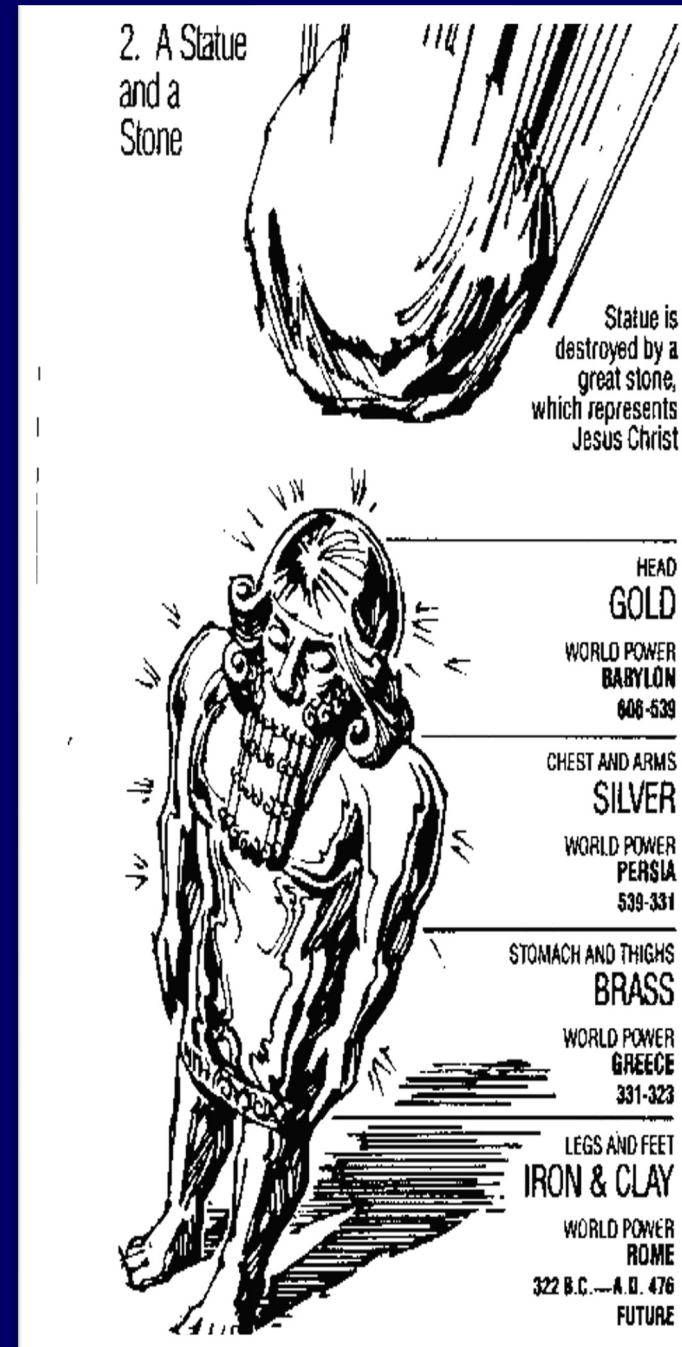 2. A Statue
and a
Stone
Statue is
destroyed by a
great stone,
which represents
Jesus Christ
HEAD
GOLD
WORLD POWER
BABYLON
606-539
CHEST AND ARMS
SILVER
WORLD POWER
PERSIA
539-331
STOMACH AND THIGHS
BRASS
WORLD POWER
GREECE
331-323
LEGS AND FEET
IRON & CLAY
WORLD POWER
ROME
322 B.C.—A.D. 476
FUTURE